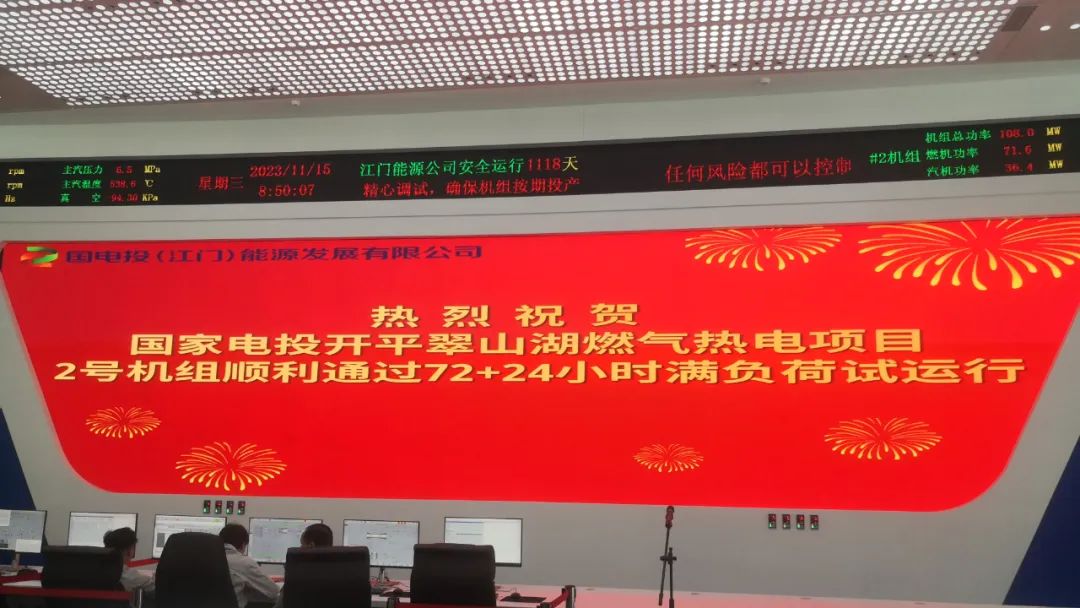 rpm 主汽压力 6.5 MPa
rpm 主汽温度 538.6 ℃
Hz 真 空 -94.30 KPa
星期三
2023/11/15
8:50:07
江门能源公司安全运行1118天
精心调试，确保机组按期投产
任何风险都可以控制
#2机组
机组总功率 108.0 MW
燃机功率 71.6 MW
汽机功率 36.4 MW
国电投(江门)能源发展有限公司
热烈祝贺
国家电投开平翠山湖燃气热电项目
2号机组顺利通过72+24小时满负荷试运行